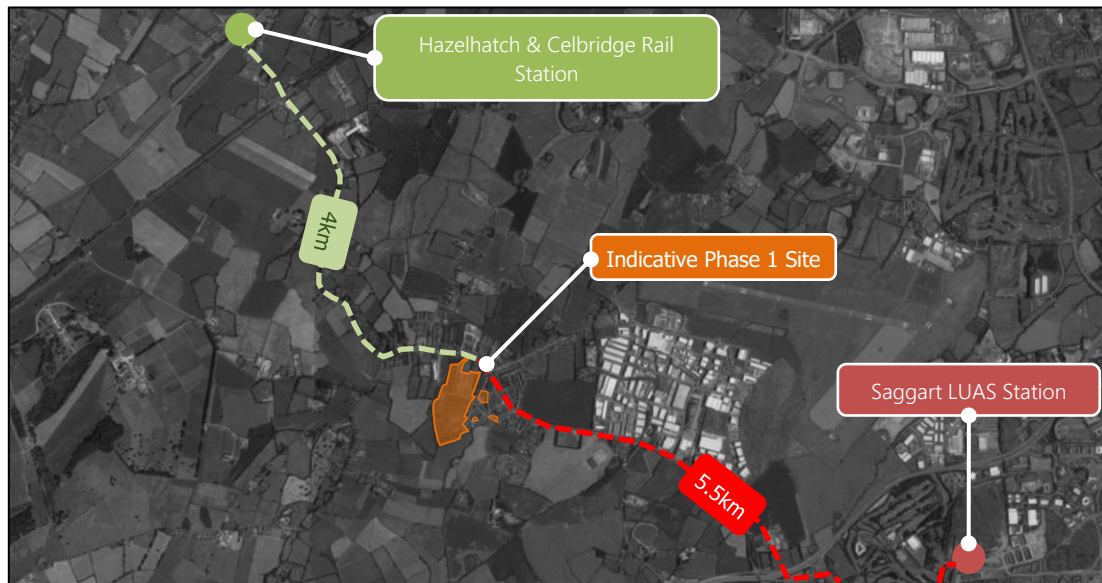 Hazelhatch & Celbridge Rail
Station
4km
Indicative Phase 1 Site
Saggart LUAS Station
5.5km